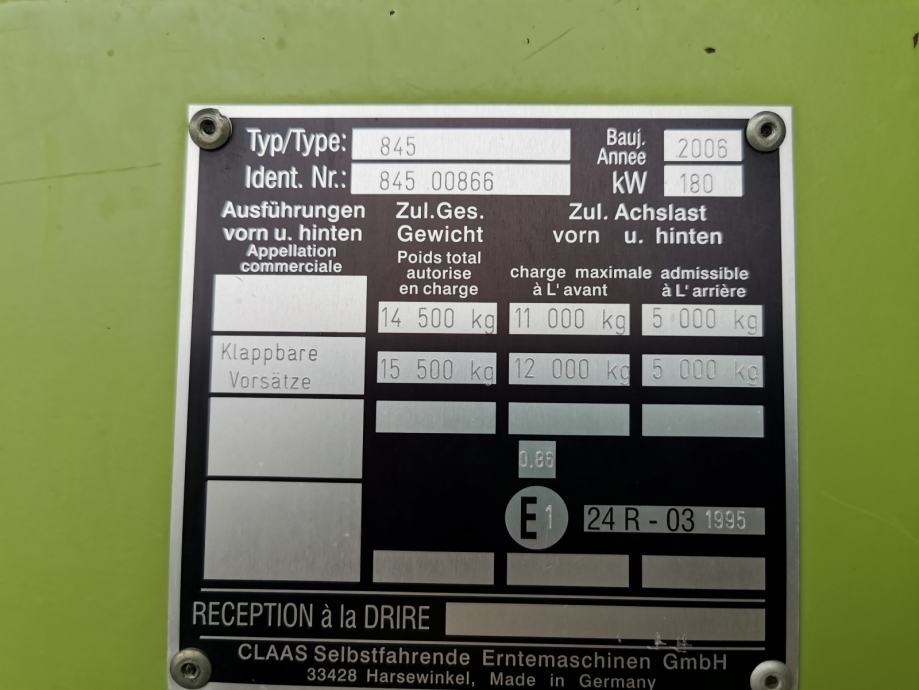 Typ/Type: 845
Bauj. Annee 2006
Ident. Nr.: 845 00866
kW 180
Ausführungen vorn u. hinten
Appellation commerciale
Zul.Ges. Gewicht
Poids total autorise en charge
Zul. Achslast vorn u. hinten
charge maximale admissible
à L'avant à L'arrière
14 500 kg 11 000 kg 5 000 kg
Klappbare Vorsätze
15 500 kg 12 000 kg 5 000 kg
0.86
E1 24 R - 03 1995
RECEPTION à la DRIRE
CLAAS Selbstfahrende Erntemaschinen GmbH
33428 Harsewinkel, Made in Germany